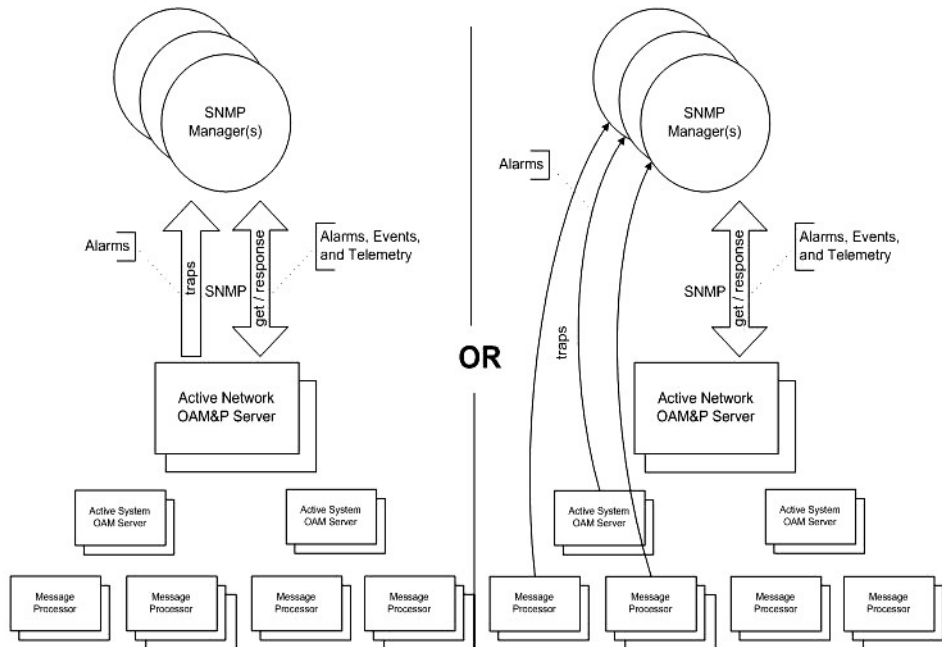 SNMP
Manager(s)
Alarms
traps
SNMP
get / response
Alarms, Events,
and Telemetry
Active Network
OAM&P Server
Active System
OAM Server
Active System
OAM Server
Message
Processor
Message
Processor
Message
Processor
Message
Processor
OR
SNMP
Manager(s)
Alarms
traps
SNMP
get / response
Alarms, Events,
and Telemetry
Active Network
OAM&P Server
Active System
OAM Server
Active System
OAM Server
Message
Processor
Message
Processor
Message
Processor
Message
Processor